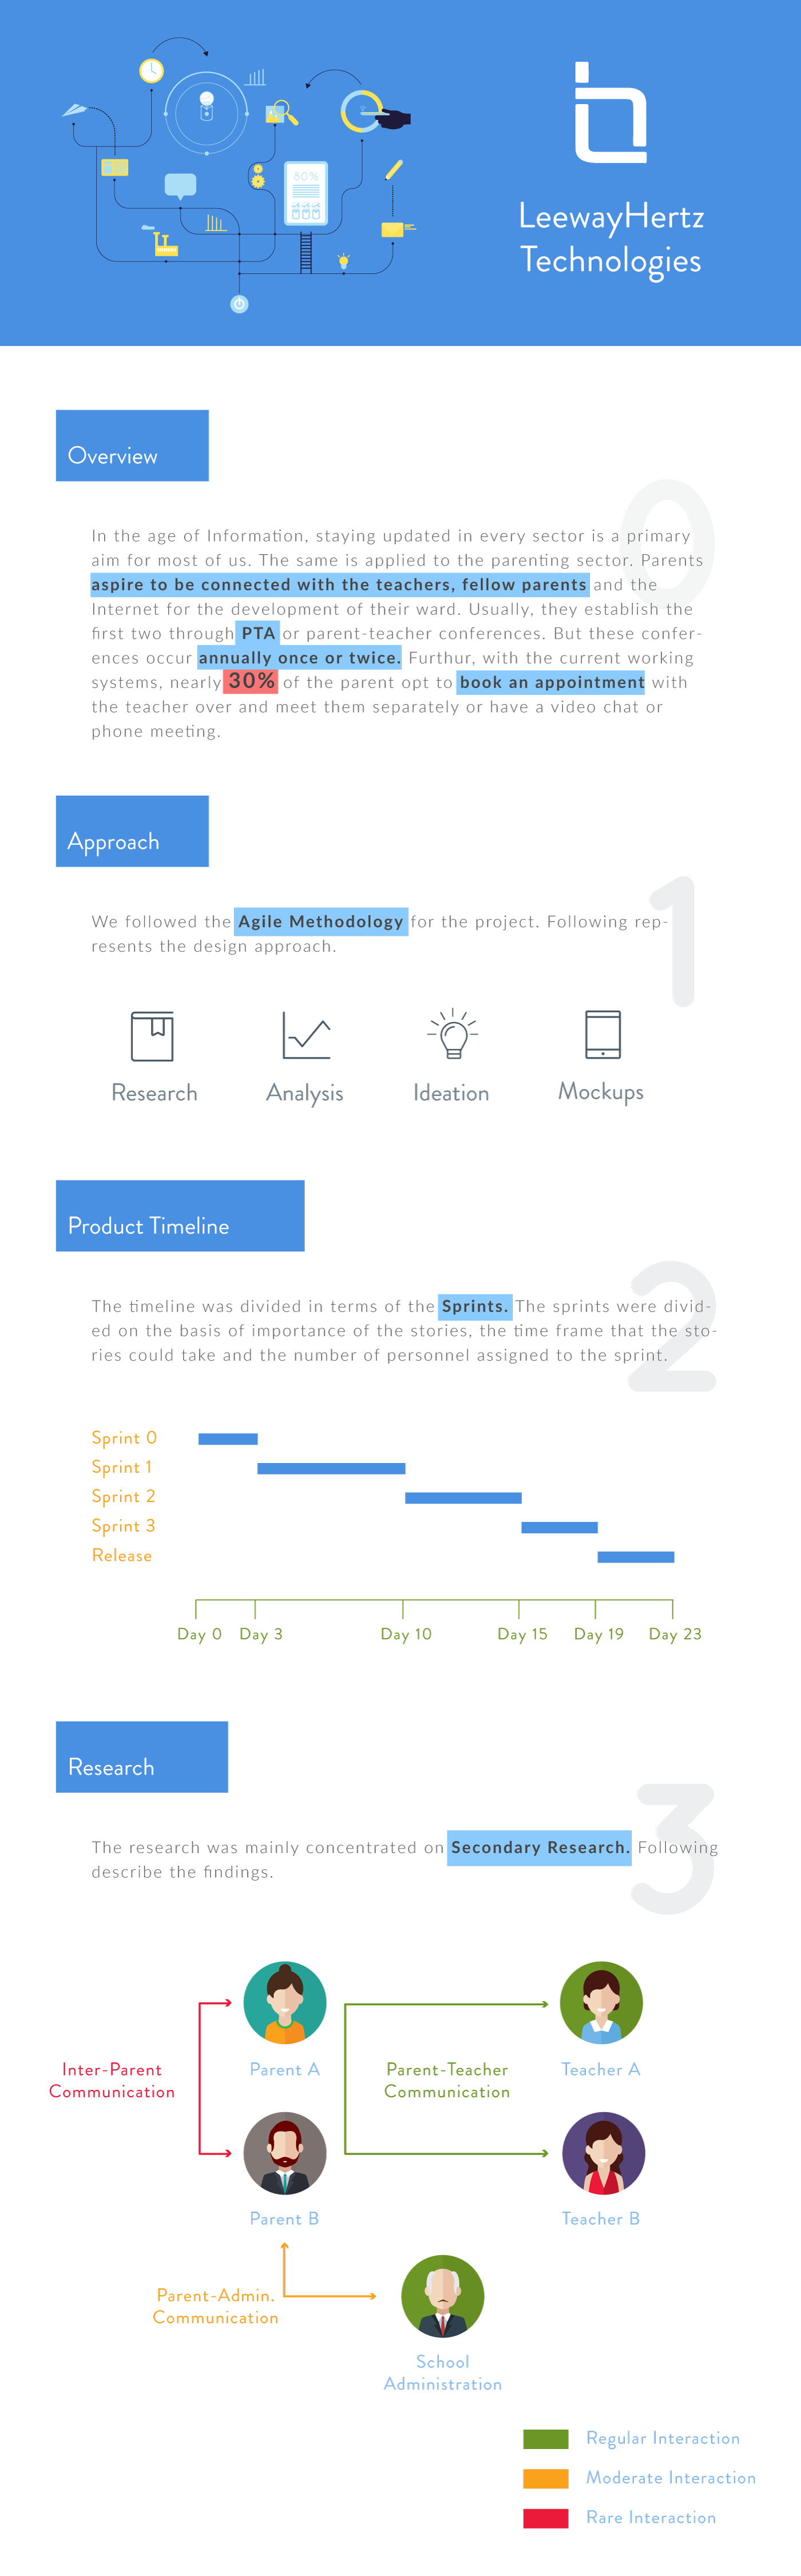 80%
LeewayHertz
Technologies
Overview
0
In the age of Information, staying updated in every sector is a primary
aim for most of us. The same is applied to the parenting sector. Parents
aspire to be connected with the teachers, fellow parents and the
Internet for the development of their ward. Usually, they establish the
first two through PTA or parent-teacher conferences. But these confer-
ences occur annually once or twice. Furthur, with the current working
systems, nearly 30% of the parent opt to book an appointment with
the teacher over and meet them separately or have a video chat or
phone meeting.
Approach
1
We followed the Agile Methodology for the project. Following rep-
resents the design approach.
Research Analysis Ideation Mockups
Product Timeline
2
The timeline was divided in terms of the Sprints. The sprints were divid-
ed on the basis of importance of the stories, the time frame that the sto-
ries could take and the number of personnel assigned to the sprint.
Sprint 0
Sprint 1
Sprint 2
Sprint 3
Release
Day 0 Day 3 Day 10 Day 15 Day 19 Day 23
Research
3
The research was mainly concentrated on Secondary Research. Following
describe the findings.
Inter-Parent
Communication
Parent A
Parent-Teacher
Communication
Teacher A
Parent B
Teacher B
Parent-Admin.
Communication
School
Administration
Regular Interaction
Moderate Interaction
Rare Interaction